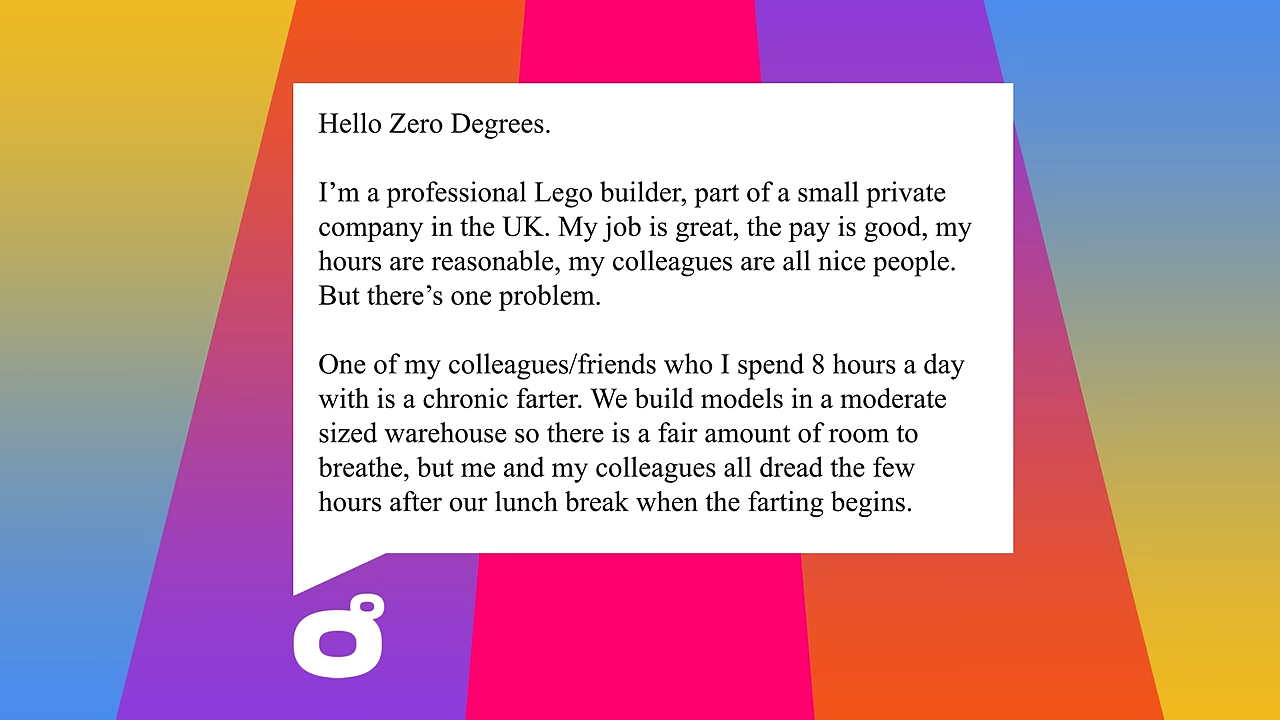 Hello Zero Degrees.
I’m a professional Lego builder, part of a small private
company in the UK. My job is great, the pay is good, my
hours are reasonable, my colleagues are all nice people.
But there’s one problem.
One of my colleagues/friends who I spend 8 hours a day
with is a chronic farter. We build models in a moderate
sized warehouse so there is a fair amount of room to
breathe, but me and my colleagues all dread the few
hours after our lunch break when the farting begins.